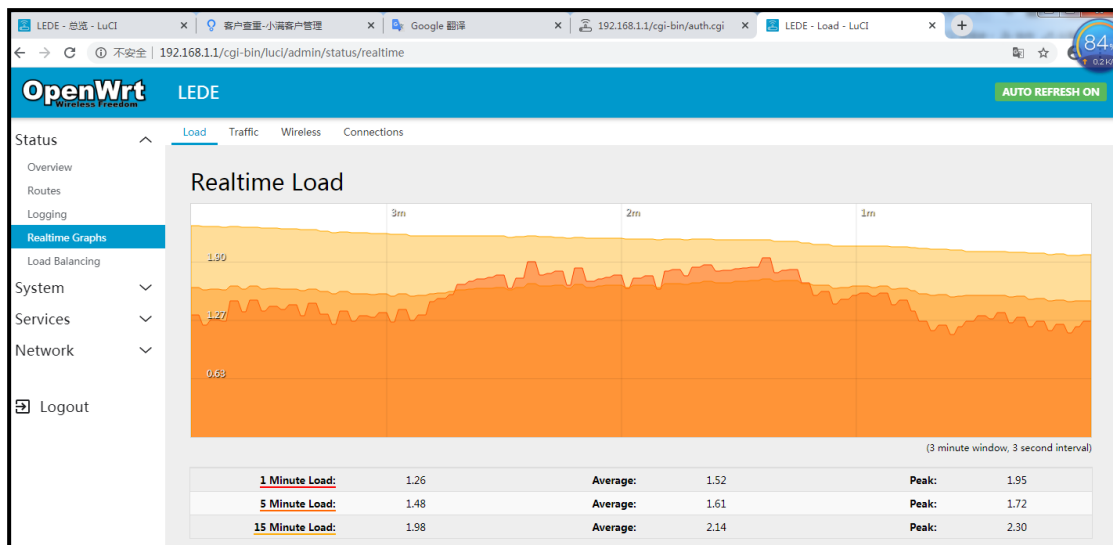 LEDE - 总览 - LuCI
客户查重-小满客户管理
Google 翻译
192.168.1.1/cgi-bin/auth.cgi
LEDE - Load - LuCI
不安全 | 192.168.1.1/cgi-bin/luci/admin/status/realtime
84%
0.2K/
OpenWrt
Wireless Freedom
LEDE
AUTO REFRESH ON
Status
Overview
Routes
Logging
Realtime Graphs
Load Balancing
System
Services
Network
Logout
Load Traffic Wireless Connections
Realtime Load
3m 2m 1m
1.90
1.27
0.63
(3 minute window, 3 second interval)
1 Minute Load: 1.26 Average: 1.52 Peak: 1.95
5 Minute Load: 1.48 Average: 1.61 Peak: 1.72
15 Minute Load: 1.98 Average: 2.14 Peak: 2.30